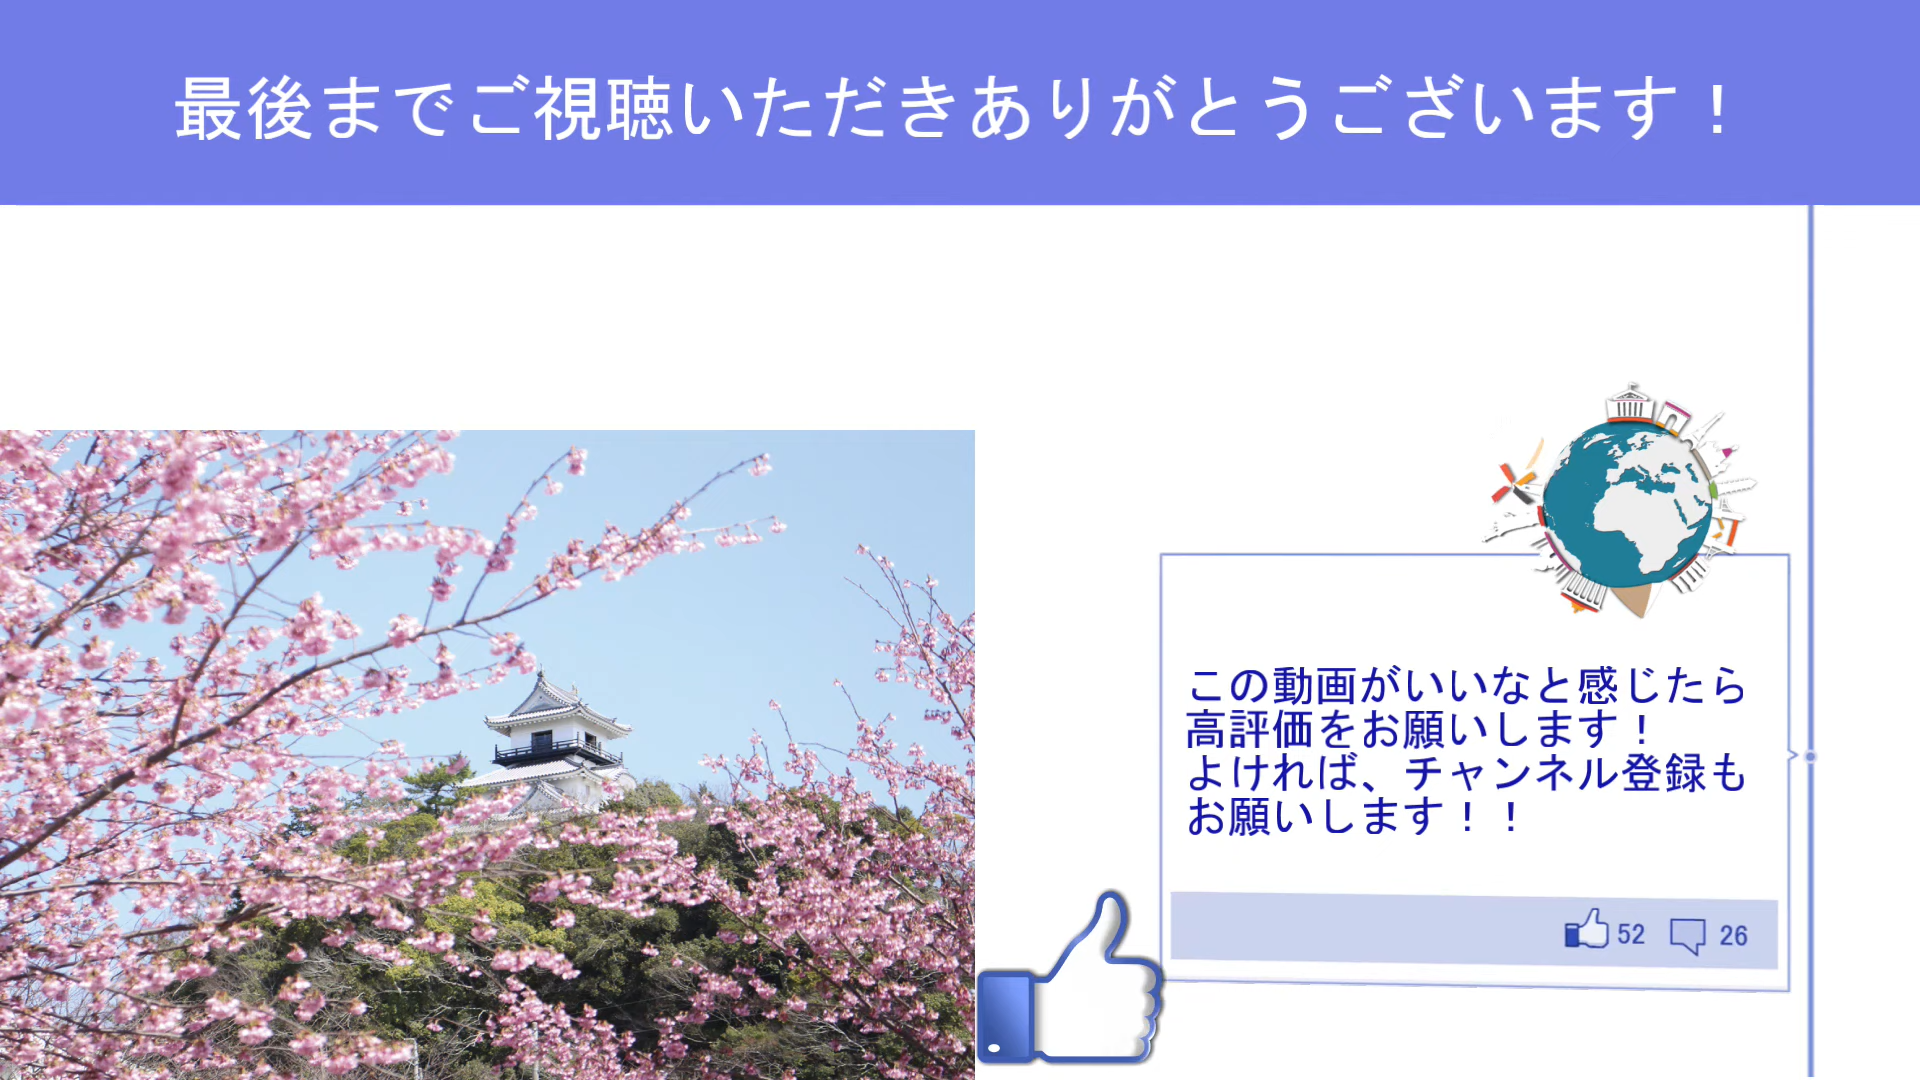 最後までご視聴いただきありがとうございます！
この動画がいいなと感じたら
高評価をお願いします！
よければ、チャンネル登録も
お願いします！！
52 26